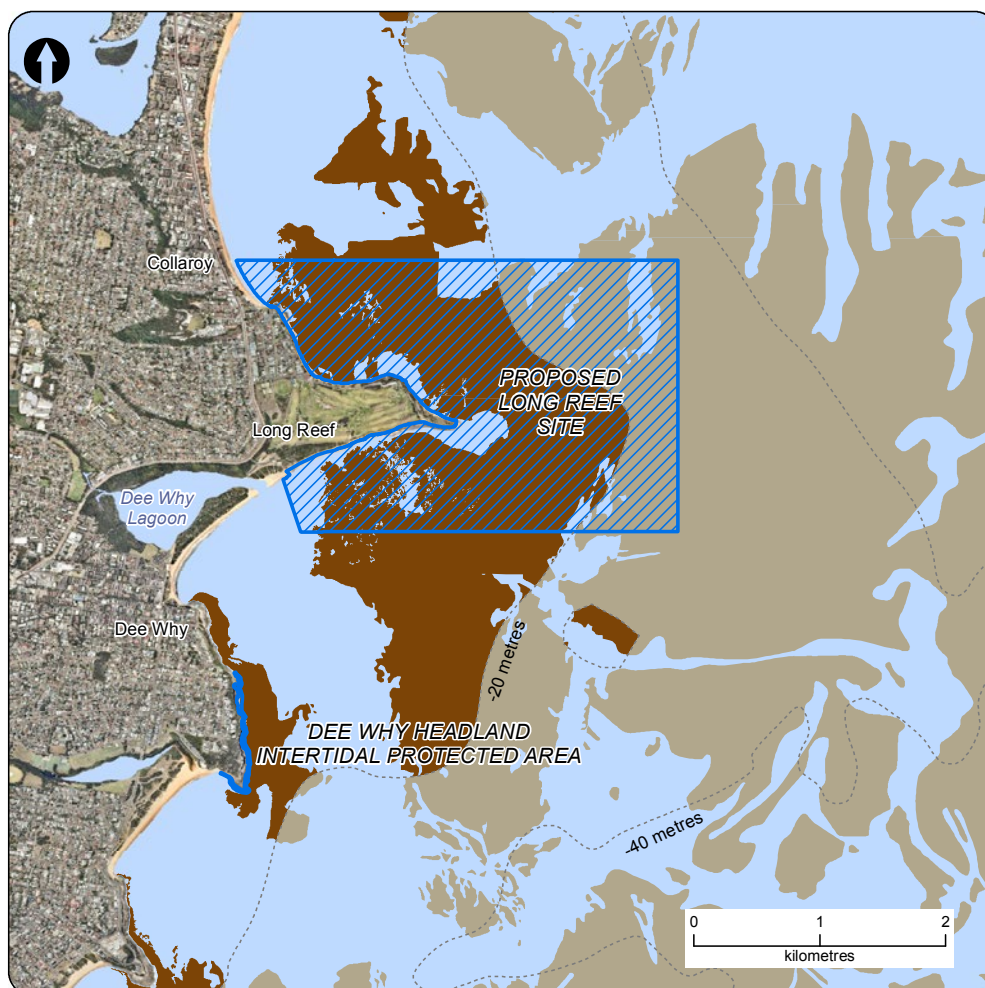 Collaroy
PROPOSED
LONG REEF
SITE
Long Reef
Dee Why
Lagoon
Dee Why
-20 metres
DEE WHY HEADLAND
INTERTIDAL PROTECTED AREA
-40 metres
0 1 2
kilometres